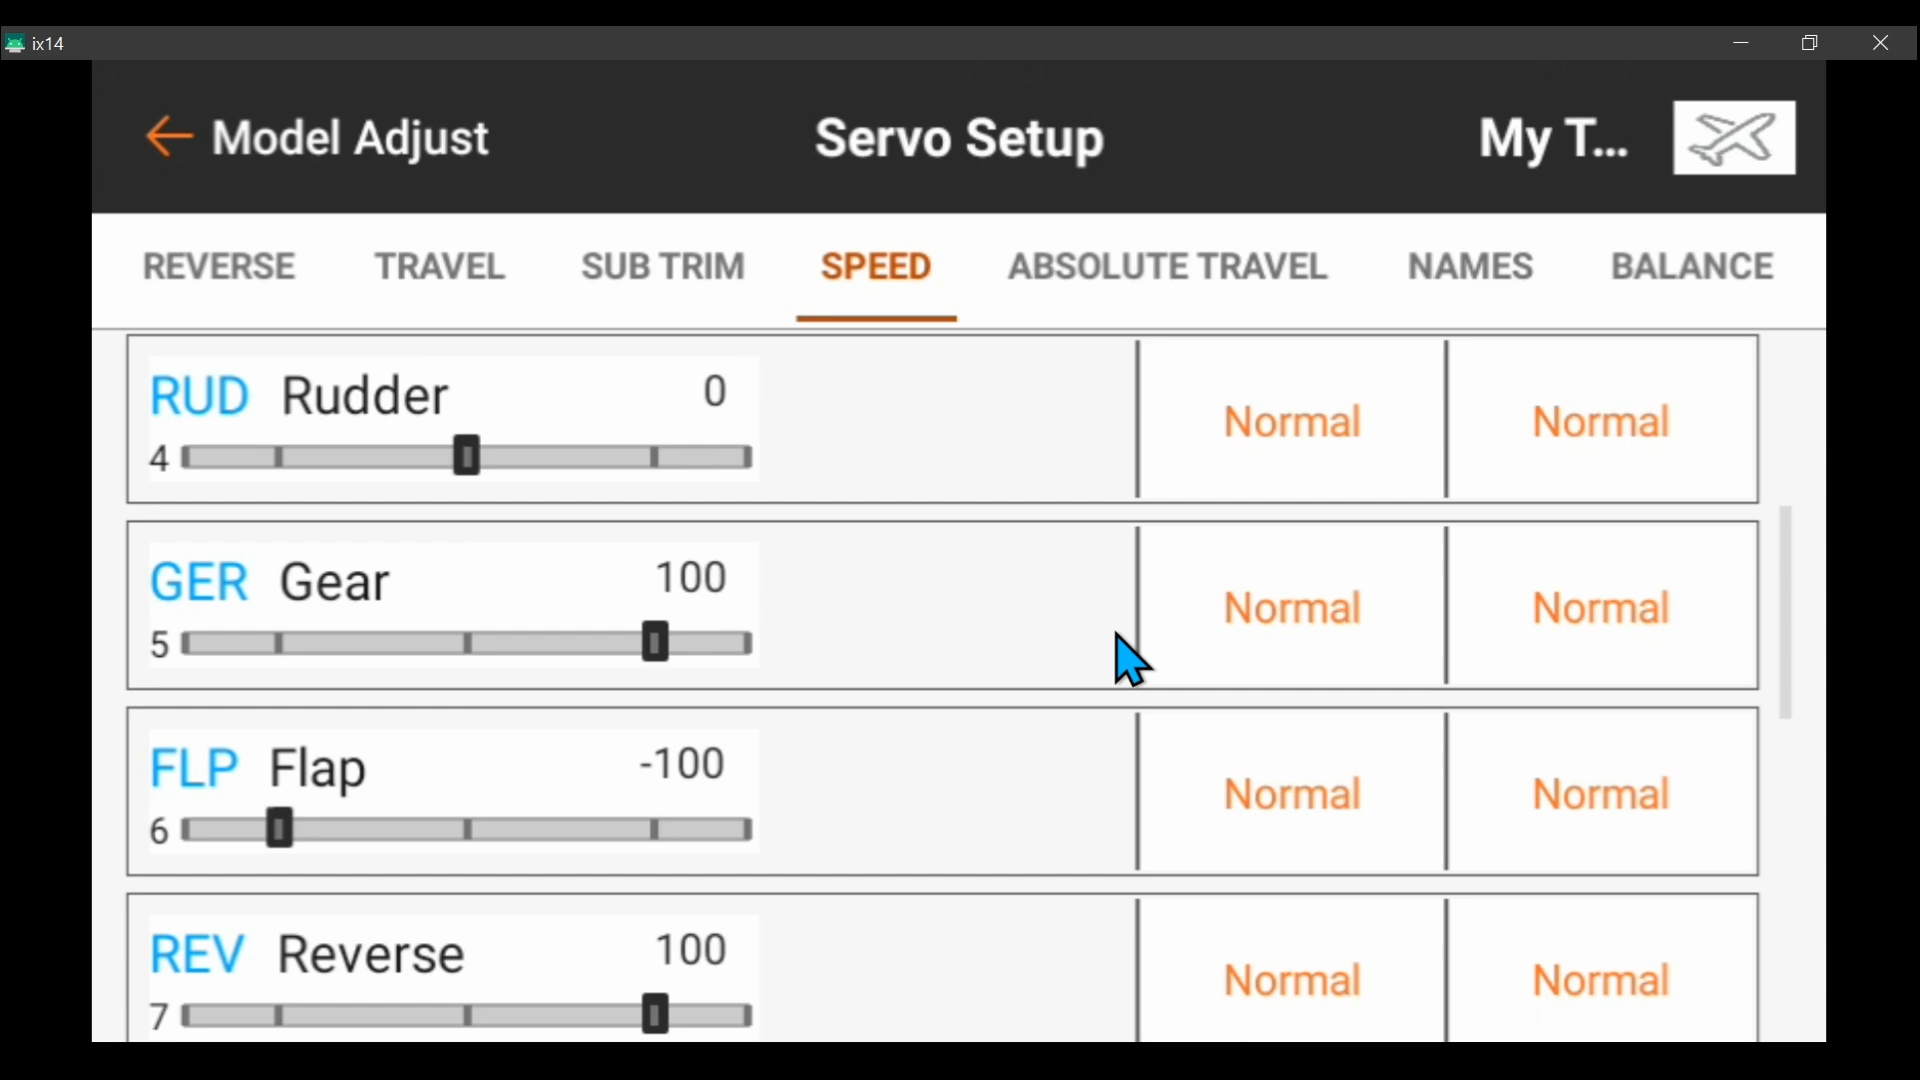 ix14
Model Adjust Servo Setup My T...
REVERSE TRAVEL SUB TRIM SPEED ABSOLUTE TRAVEL NAMES BALANCE
RUD Rudder 0
4
Normal Normal
GER Gear 100
5
Normal Normal
FLP Flap -100
6
Normal Normal
REV Reverse 100
7
Normal Normal